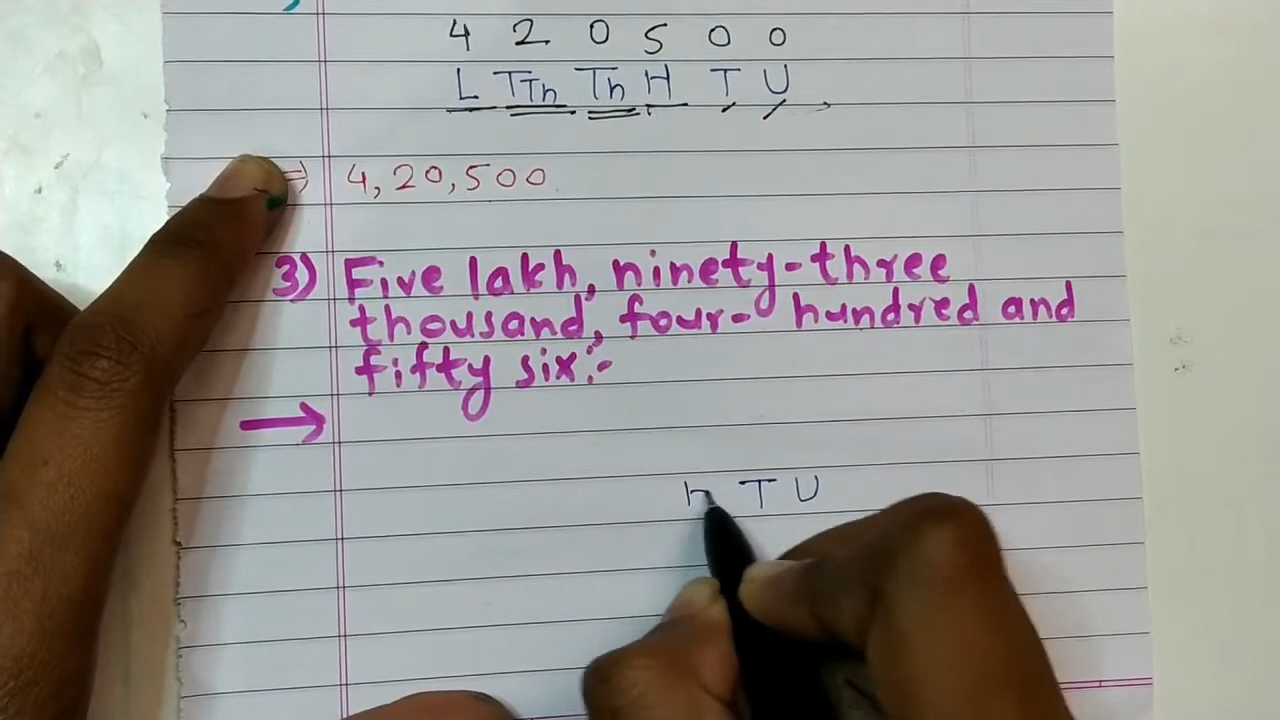 4 2 0 5 0 0
L TTh Th H T U
⇒ 4,20,500
3) Five lakh, ninety-three
thousand, four- hundred and
fifty six:-
→
H T U